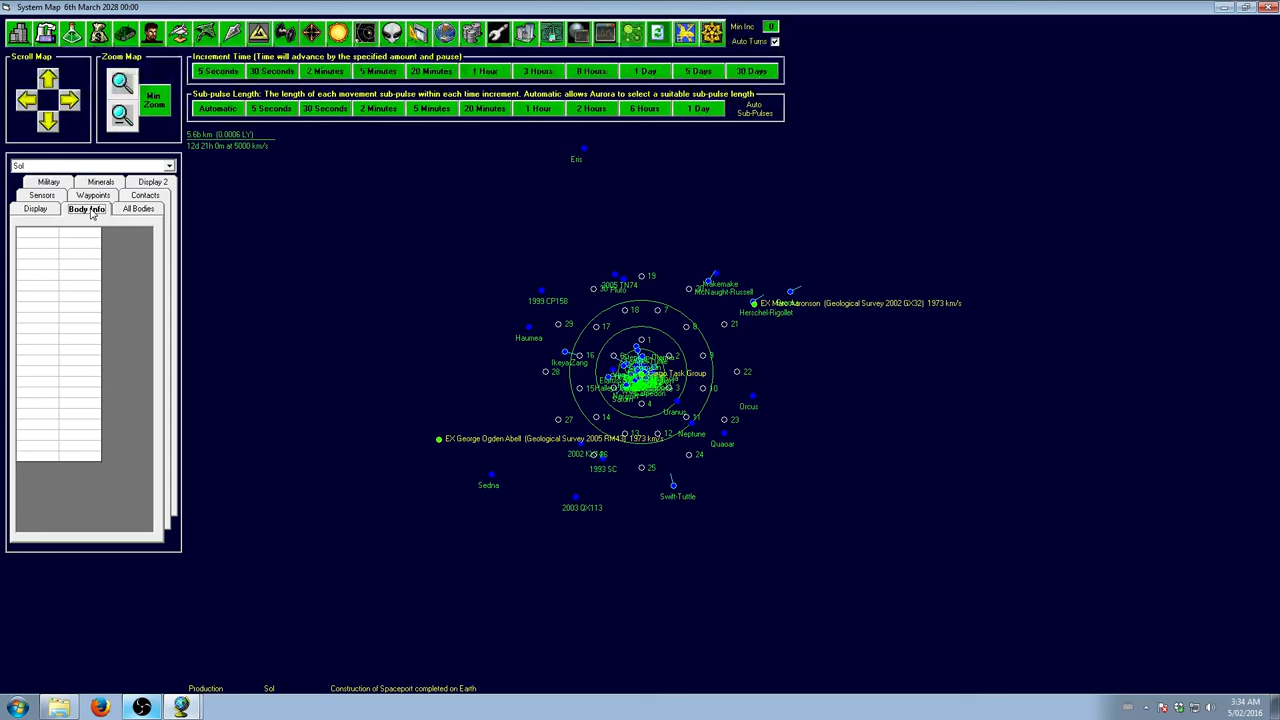 System Map  6th March 2028 00:00
Min Inc 0
Auto Turns
Scroll Map
Zoom Map
Min Zoom
Increment Time (Time will advance by the specified amount and pause)
5 Seconds 30 Seconds 2 Minutes 5 Minutes 20 Minutes 1 Hour 3 Hours 8 Hours 1 Day 5 Days 30 Days
Sub-pulse Length: The length of each movement sub-pulse within each time increment. Automatic allows Aurora to select a suitable sub-pulse length
Automatic 5 Seconds 30 Seconds 2 Minutes 5 Minutes 20 Minutes 1 Hour 2 Hours 6 Hours 1 Day
Auto Sub-Pulses
5.6b km (0.0006 LY)
12d 21h 0m at 5000 km/s
Sol
Military Minerals Display 2
Sensors Waypoints Contacts
Display Body Info All Bodies
Eris
19
2005 TN74
Pluto
Makemake
McNaught-Russell
1999 CP158
EX Marc Aaronson (Geological Survey 2002 GX32) 1973 km/s
Herschel-Rigollet
18
7
29
17
8
21
Haumea
1
Ikeya-Zang
16
2
9
28
22
Cargo Task Group
15
3
10
4
Orcus
Uranus
27
14
11
23
13
12
Neptune
Quaoar
EX George Ogden Abell (Geological Survey 2005 RM43) 1973 km/s
26
24
1993 SC
25
Sedna
Swift-Tuttle
2003 QX113
Production Sol Construction of Spaceport completed on Earth
3:34 AM
5/02/2016